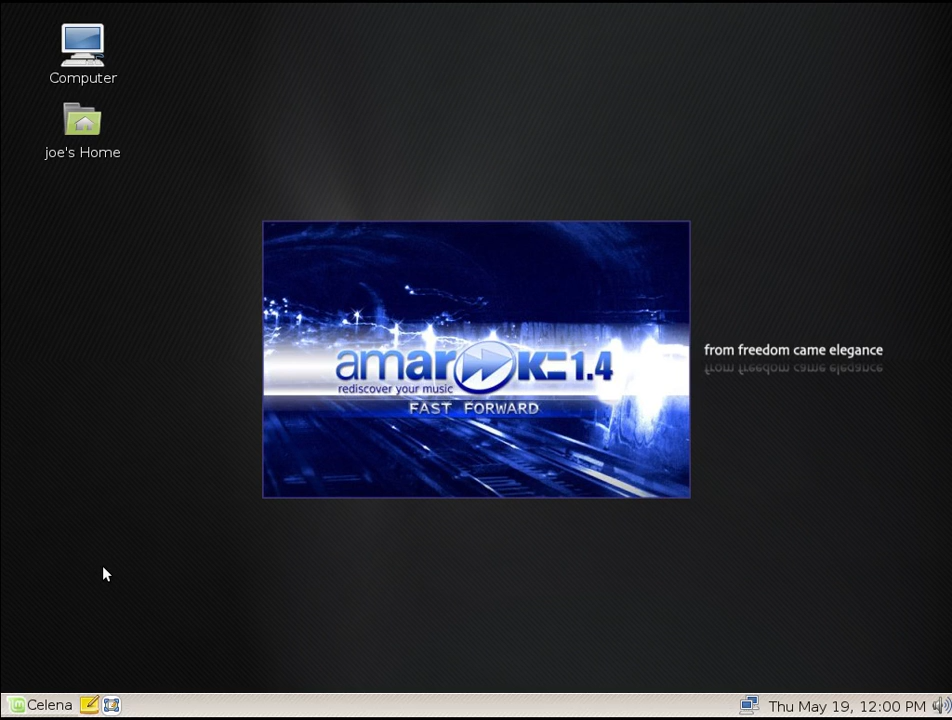 Computer
joe's Home
amarok 1.4
rediscover your music
FAST FORWARD
from freedom came elegance
Celena
Thu May 19, 12:00 PM